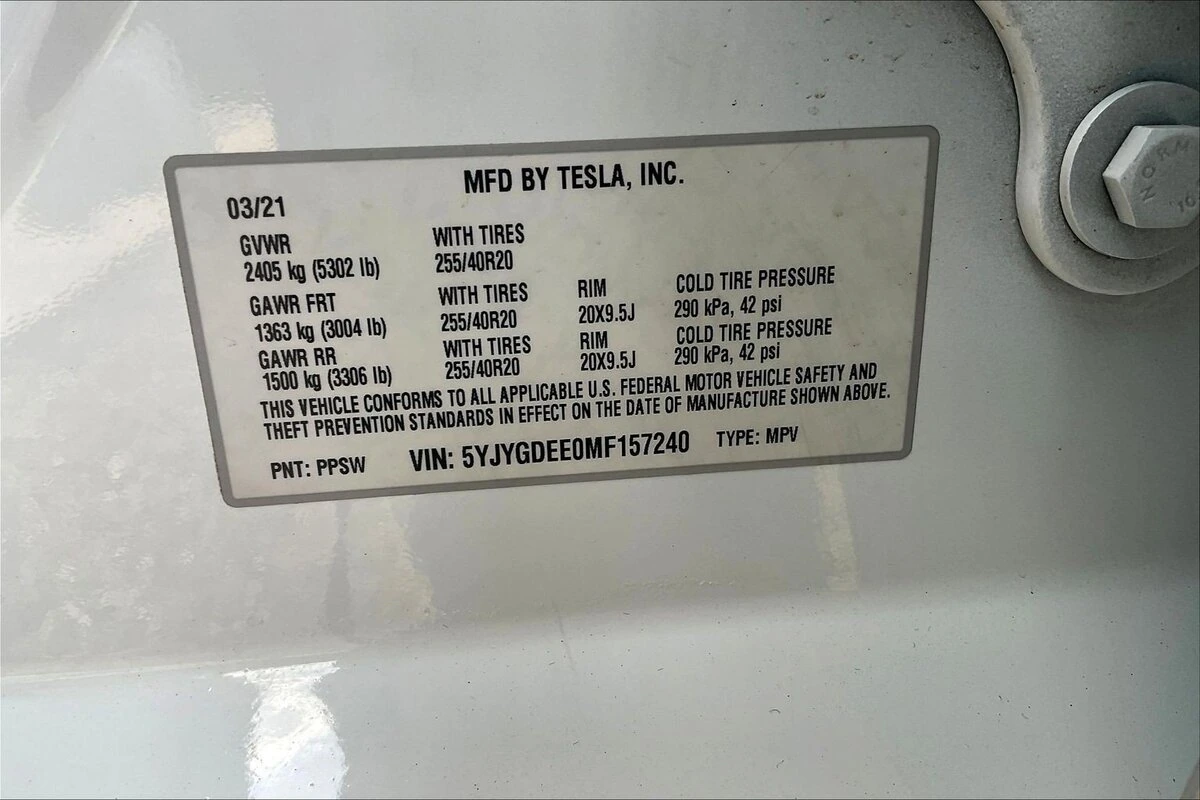 MFD BY TESLA, INC.
03/21
GVWR WITH TIRES
2405 kg (5302 lb) 255/40R20
GAWR FRT WITH TIRES RIM COLD TIRE PRESSURE
1363 kg (3004 lb) 255/40R20 20X9.5J 290 kPa, 42 psi
GAWR RR WITH TIRES RIM COLD TIRE PRESSURE
1500 kg (3306 lb) 255/40R20 20X9.5J 290 kPa, 42 psi
THIS VEHICLE CONFORMS TO ALL APPLICABLE U.S. FEDERAL MOTOR VEHICLE SAFETY AND
THEFT PREVENTION STANDARDS IN EFFECT ON THE DATE OF MANUFACTURE SHOWN ABOVE.
PNT: PPSW VIN: 5YJYGDEE0MF157240 TYPE: MPV
NORM
10